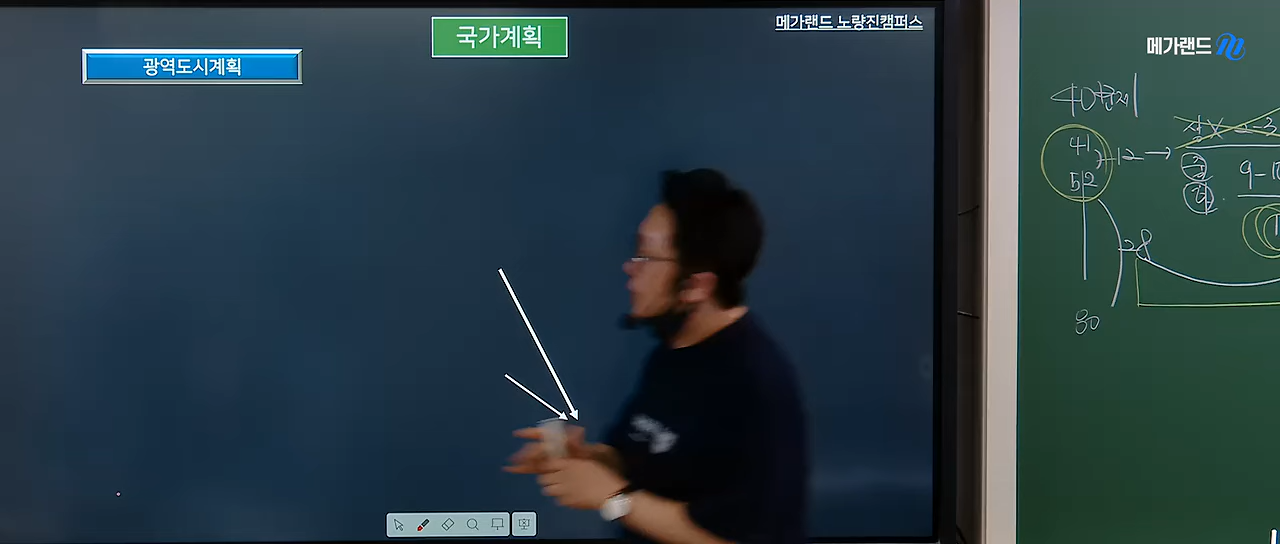 국가계획
메가랜드 노량진캠퍼스
광역도시계획
메가랜드
40문제
41
12
52
9-10
28
80